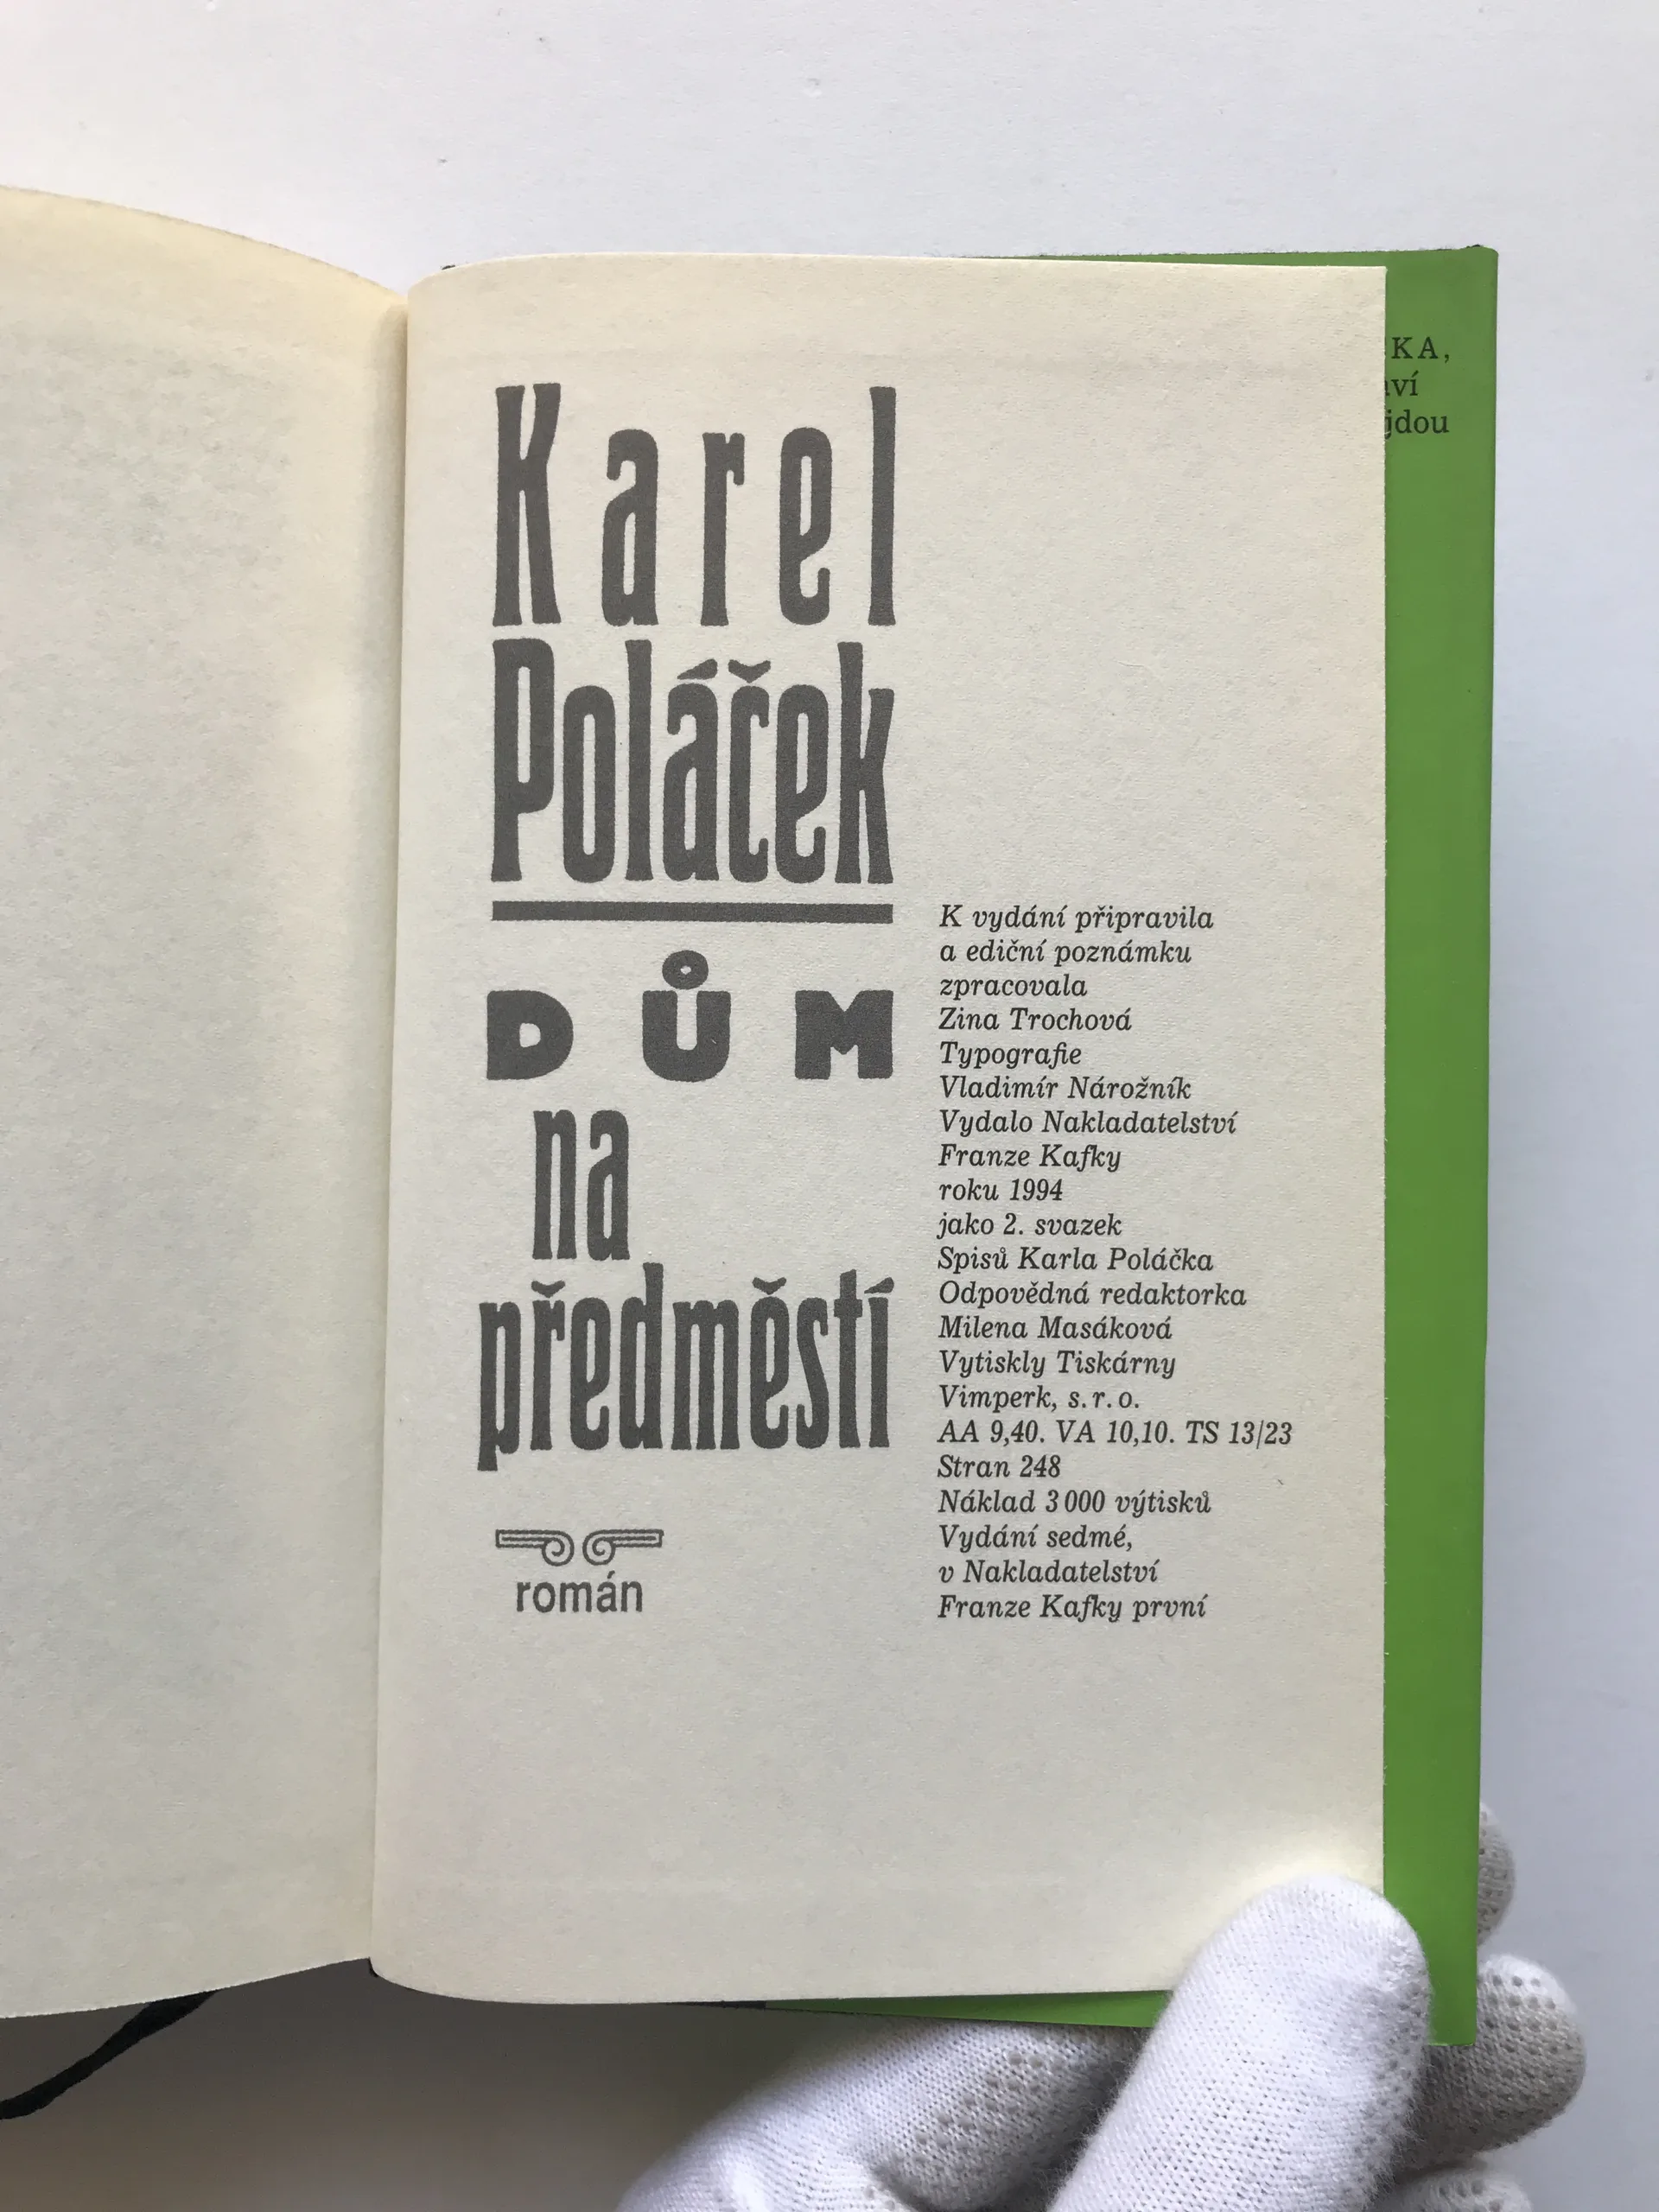 Karel
Poláček
DŮM
na
předměstí
román
K vydání připravila
a ediční poznámku
zpracovala
Zina Trochová
Typografie
Vladimír Nárožník
Vydalo Nakladatelství
Franze Kafky
roku 1994
jako 2. svazek
Spisů Karla Poláčka
Odpovědná redaktorka
Milena Masáková
Vytiskly Tiskárny
Vimperk, s. r. o.
AA 9,40. VA 10,10. TS 13/23
Stran 248
Náklad 3 000 výtisků
Vydání sedmé,
v Nakladatelství
Franze Kafky první